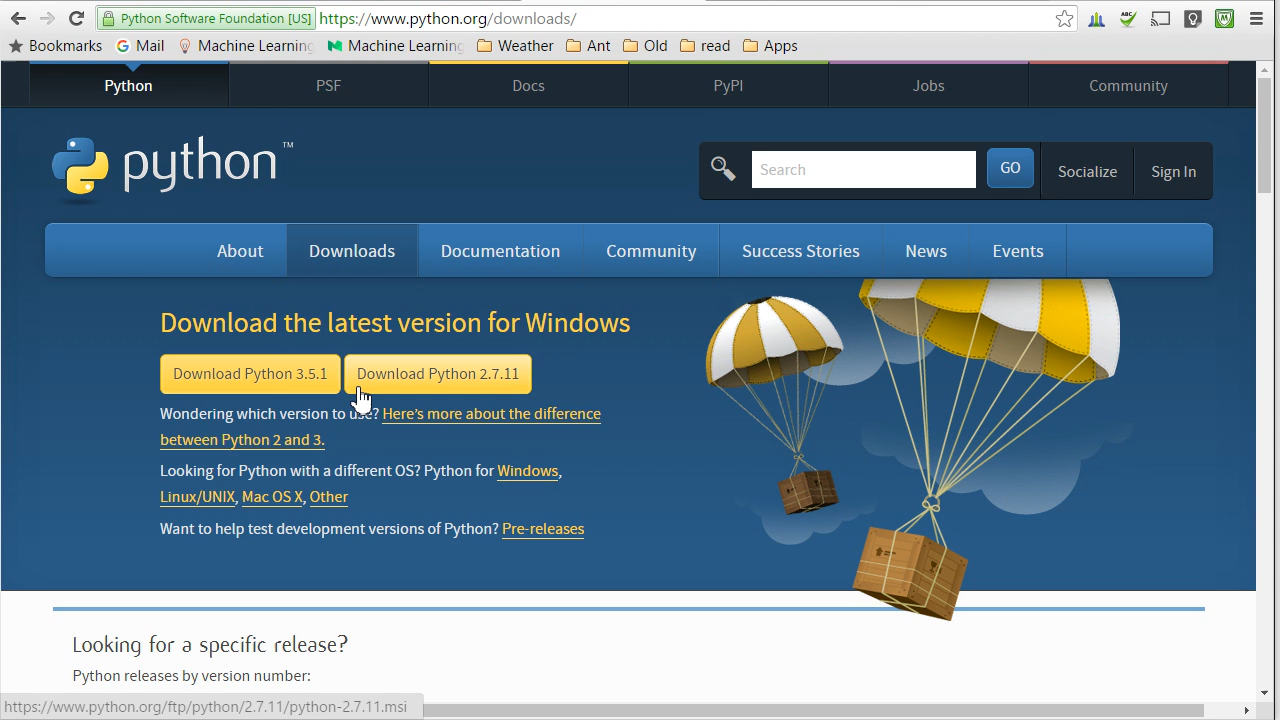 Python Software Foundation [US] https://www.python.org/downloads/
Bookmarks Mail Machine Learning Machine Learning Weather Ant Old read Apps
Python PSF Docs PyPI Jobs Community
python™
Search GO Socialize Sign In
About Downloads Documentation Community Success Stories News Events
Download the latest version for Windows
Download Python 3.5.1 Download Python 2.7.11
Wondering which version to use? Here's more about the difference
between Python 2 and 3.
Looking for Python with a different OS? Python for Windows,
Linux/UNIX, Mac OS X, Other
Want to help test development versions of Python? Pre-releases
Looking for a specific release?
Python releases by version number:
https://www.python.org/ftp/python/2.7.11/python-2.7.11.msi